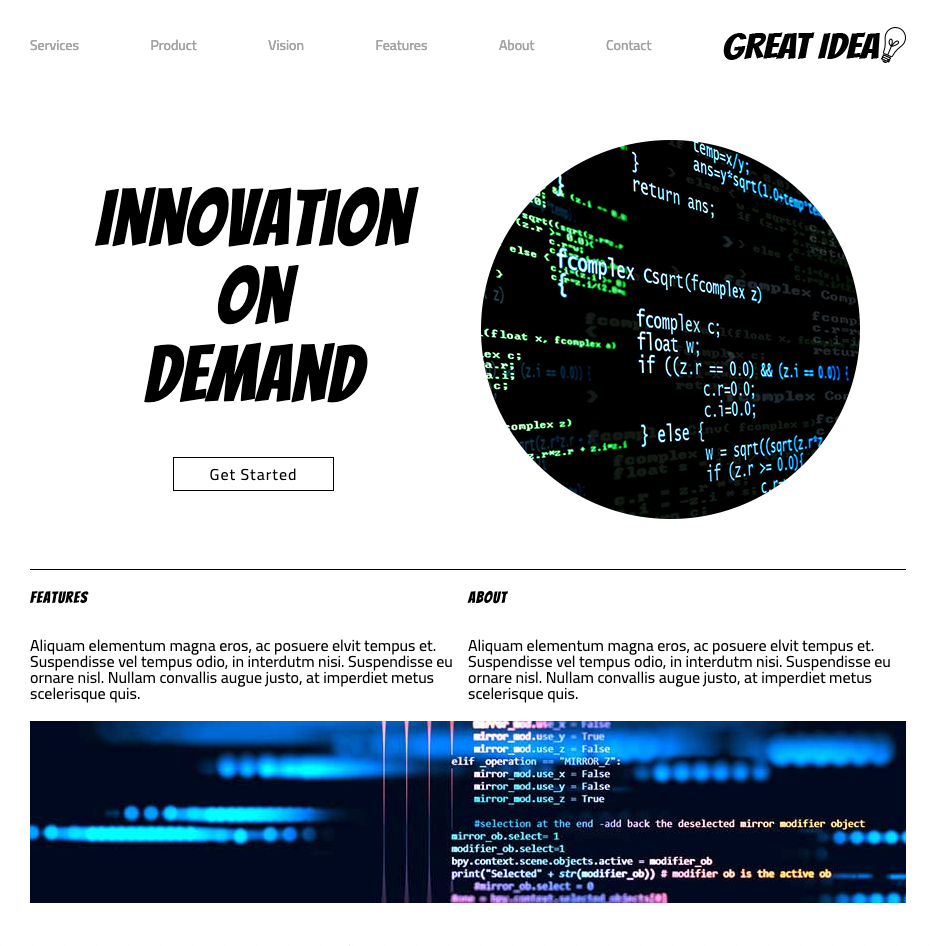 Services Product Vision Features About Contact GREAT IDEA
INNOVATION
ON
DEMAND
Get Started
temp=x/y;
}
return ans;
else {
fcomplex Csqrt(fcomplex z)
{
fcomplex c;
float w;
if ((z.r == 0.0) && (z.i == 0.0)) {
c.r=0.0;
c.i=0.0;
} else {
w = sqrt((sqrt(z.r*z
if (z.r >= 0.0){
(float x, fcomplex a)
FEATURES
Aliquam elementum magna eros, ac posuere elvit tempus et.
Suspendisse vel tempus odio, in interdutm nisi. Suspendisse eu
ornare nisl. Nullam convallis augue justo, at imperdiet metus
scelerisque quis.
ABOUT
Aliquam elementum magna eros, ac posuere elvit tempus et.
Suspendisse vel tempus odio, in interdutm nisi. Suspendisse eu
ornare nisl. Nullam convallis augue justo, at imperdiet metus
scelerisque quis.
mirror_mod.use_x = False
mirror_mod.use_y = True
mirror_mod.use_z = False
elif _operation == "MIRROR_Z":
mirror_mod.use_x = False
mirror_mod.use_y = False
mirror_mod.use_z = True
#selection at the end -add back the deselected mirror modifier object
mirror_ob.select= 1
modifier_ob.select=1
bpy.context.scene.objects.active = modifier_ob
print("Selected" + str(modifier_ob)) # modifier ob is the active ob
#mirror_ob.select = 0
#one = bpy.context.selected_objects[0]